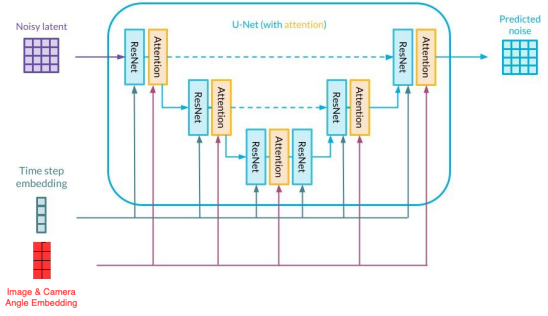 Noisy latent
U-Net (with attention)
Predicted
noise
ResNet
Attention
ResNet
Attention
ResNet
Attention
ResNet
Attention
ResNet
Attention
ResNet
ResNet
Attention
Time step
embedding
Image & Camera
Angle Embedding